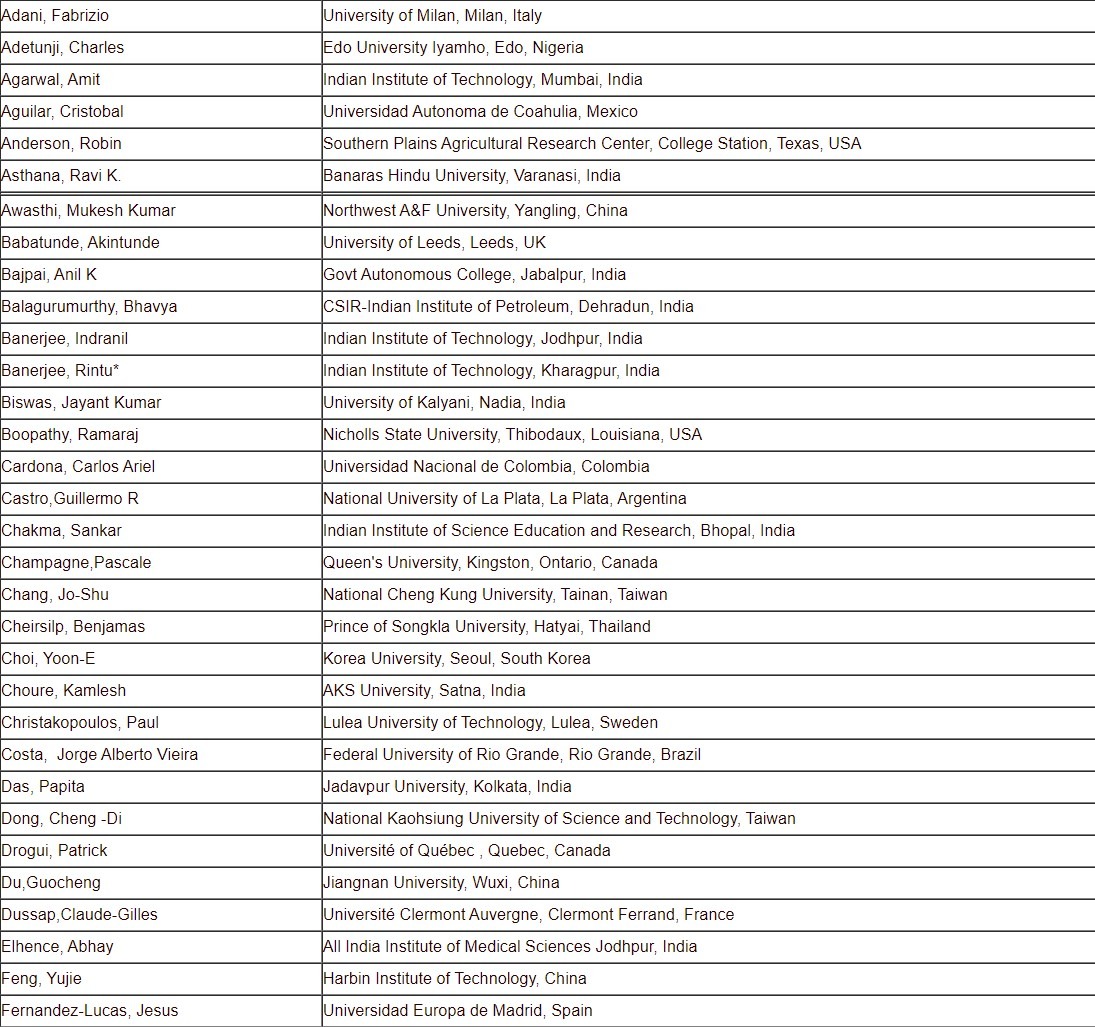 Adani, Fabrizio University of Milan, Milan, Italy
Adetunji, Charles Edo University Iyamho, Edo, Nigeria
Agarwal, Amit Indian Institute of Technology, Mumbai, India
Aguilar, Cristobal Universidad Autonoma de Coahulia, Mexico
Anderson, Robin Southern Plains Agricultural Research Center, College Station, Texas, USA
Asthana, Ravi K. Banaras Hindu University, Varanasi, India
Awasthi, Mukesh Kumar Northwest A&F University, Yangling, China
Babatunde, Akintunde University of Leeds, Leeds, UK
Bajpai, Anil K Govt Autonomous College, Jabalpur, India
Balagurumurthy, Bhavya CSIR-Indian Institute of Petroleum, Dehradun, India
Banerjee, Indranil Indian Institute of Technology, Jodhpur, India
Banerjee, Rintu* Indian Institute of Technology, Kharagpur, India
Biswas, Jayant Kumar University of Kalyani, Nadia, India
Boopathy, Ramaraj Nicholls State University, Thibodaux, Louisiana, USA
Cardona, Carlos Ariel Universidad Nacional de Colombia, Colombia
Castro,Guillermo R National University of La Plata, La Plata, Argentina
Chakma, Sankar Indian Institute of Science Education and Research, Bhopal, India
Champagne,Pascale Queen's University, Kingston, Ontario, Canada
Chang, Jo-Shu National Cheng Kung University, Tainan, Taiwan
Cheirsilp, Benjamas Prince of Songkla University, Hatyai, Thailand
Choi, Yoon-E Korea University, Seoul, South Korea
Choure, Kamlesh AKS University, Satna, India
Christakopoulos, Paul Lulea University of Technology, Lulea, Sweden
Costa,  Jorge Alberto Vieira Federal University of Rio Grande, Rio Grande, Brazil
Das, Papita Jadavpur University, Kolkata, India
Dong, Cheng -Di National Kaohsiung University of Science and Technology, Taiwan
Drogui, Patrick Université of Québec , Quebec, Canada
Du,Guocheng Jiangnan University, Wuxi, China
Dussap,Claude-Gilles Université Clermont Auvergne, Clermont Ferrand, France
Elhence, Abhay All India Institute of Medical Sciences Jodhpur, India
Feng, Yujie Harbin Institute of Technology, China
Fernandez-Lucas, Jesus Universidad Europa de Madrid, Spain